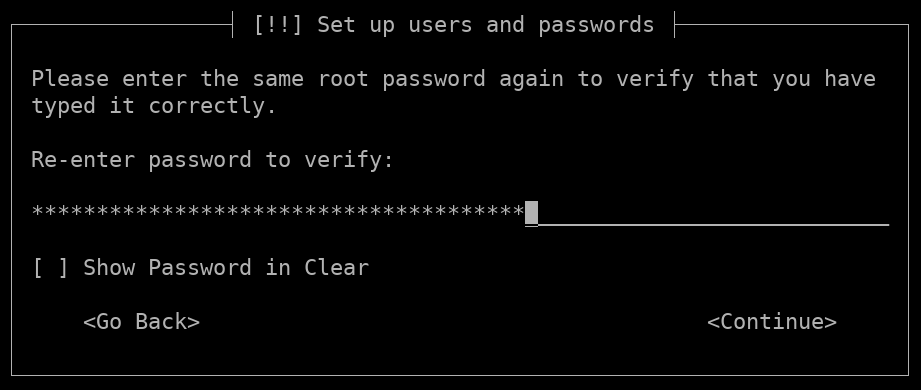 [!!] Set up users and passwords
Please enter the same root password again to verify that you have
typed it correctly.
Re-enter password to verify:
**************************************
[ ] Show Password in Clear
<Go Back> <Continue>